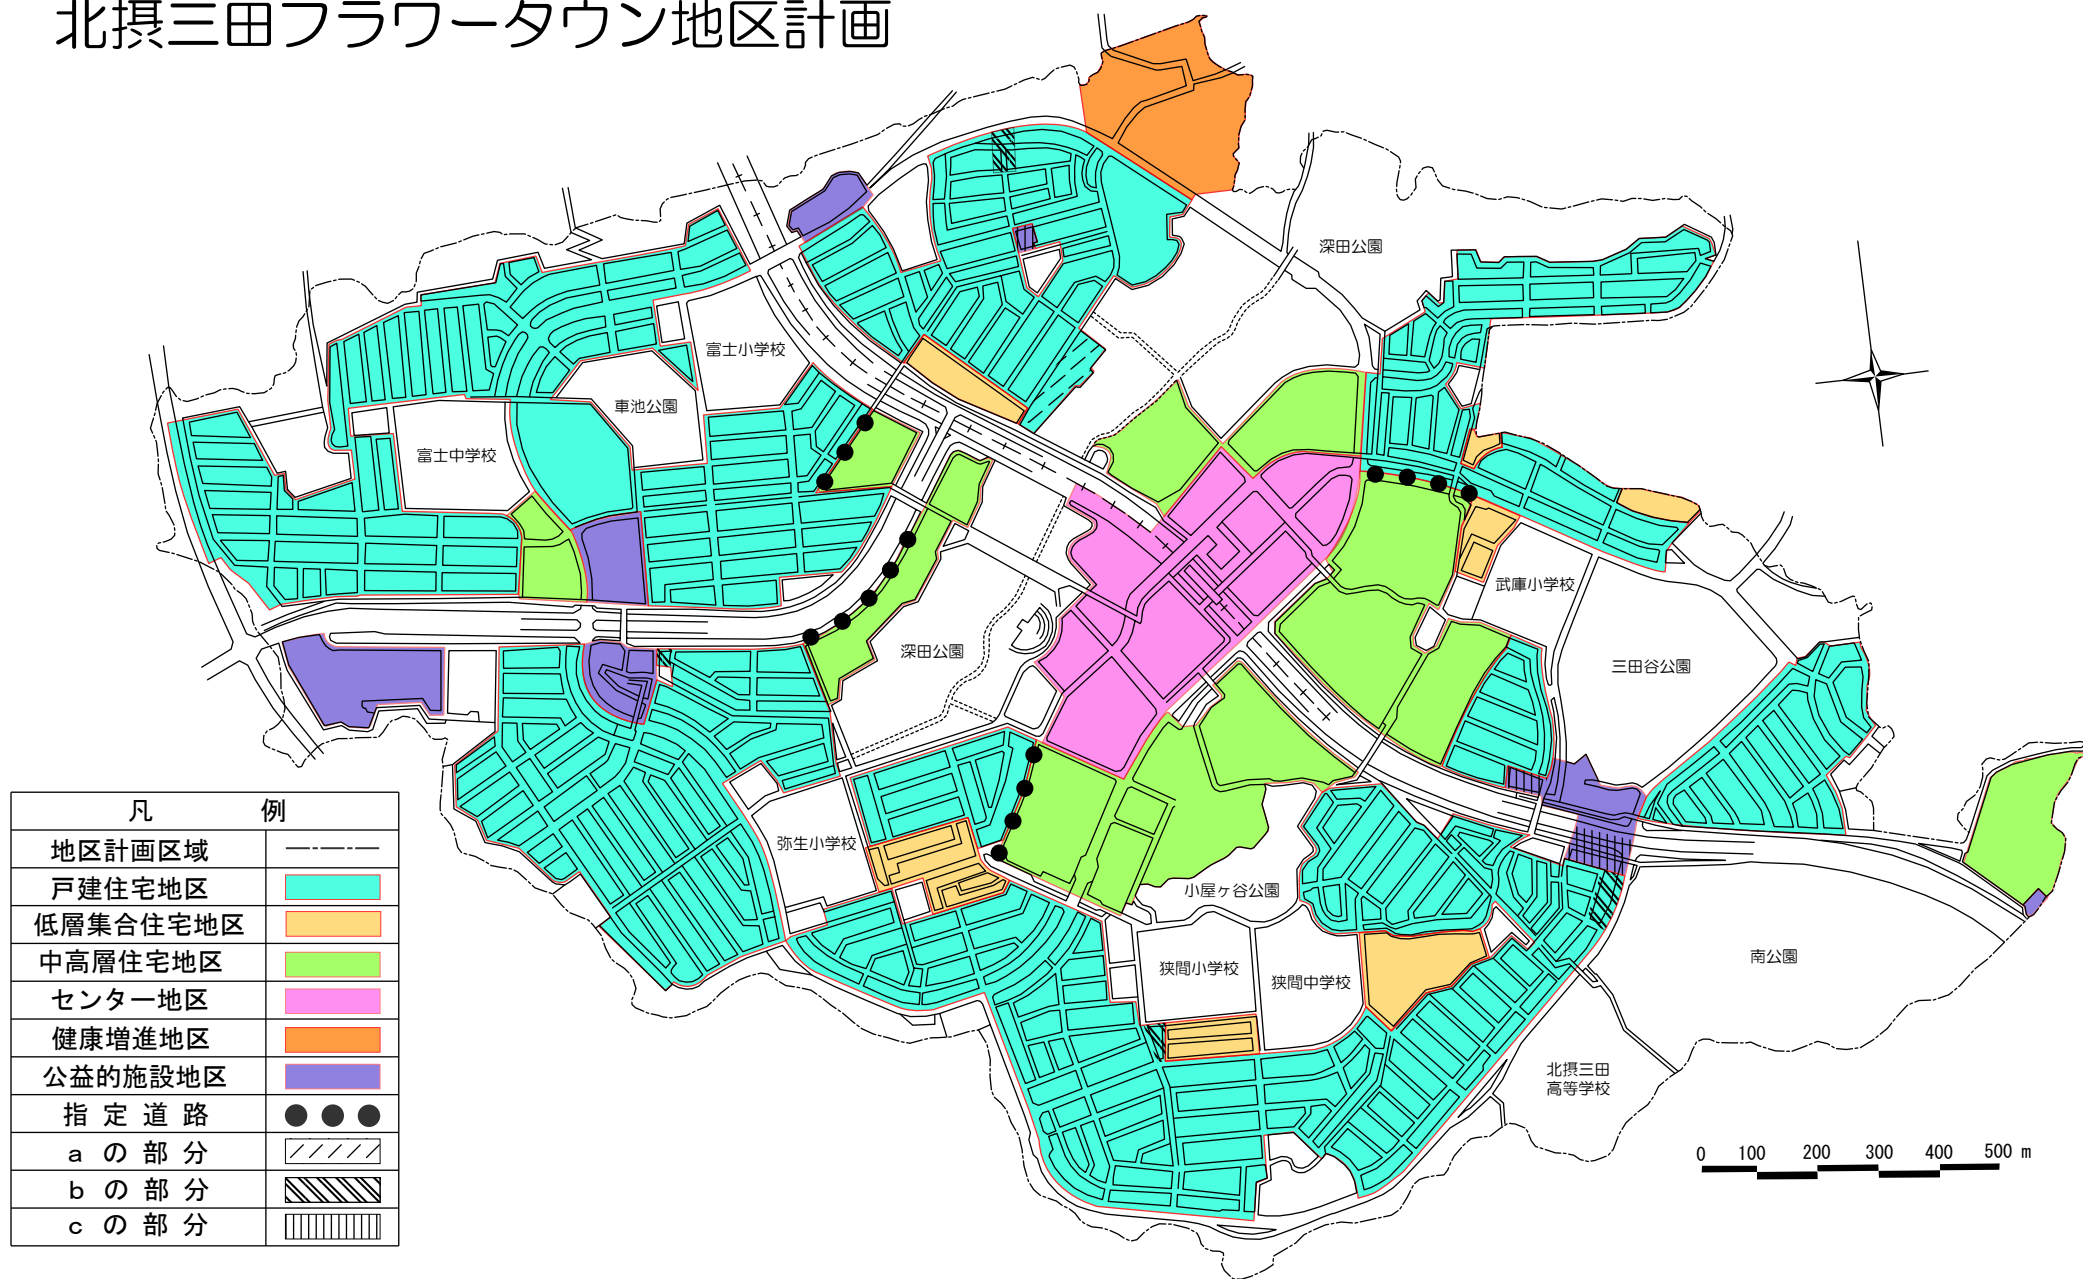 北摂三田フラワータウン地区計画
深田公園
富士小学校
車池公園
富士中学校
武庫小学校
深田公園
三田谷公園
弥生小学校
小屋ヶ谷公園
狭間小学校
狭間中学校
南公園
北摂三田
高等学校
凡 例
地区計画区域
戸建住宅地区
低層集合住宅地区
中高層住宅地区
センター地区
健康増進地区
公益的施設地区
指定道路
aの部分
bの部分
cの部分
0 100 200 300 400 500 m